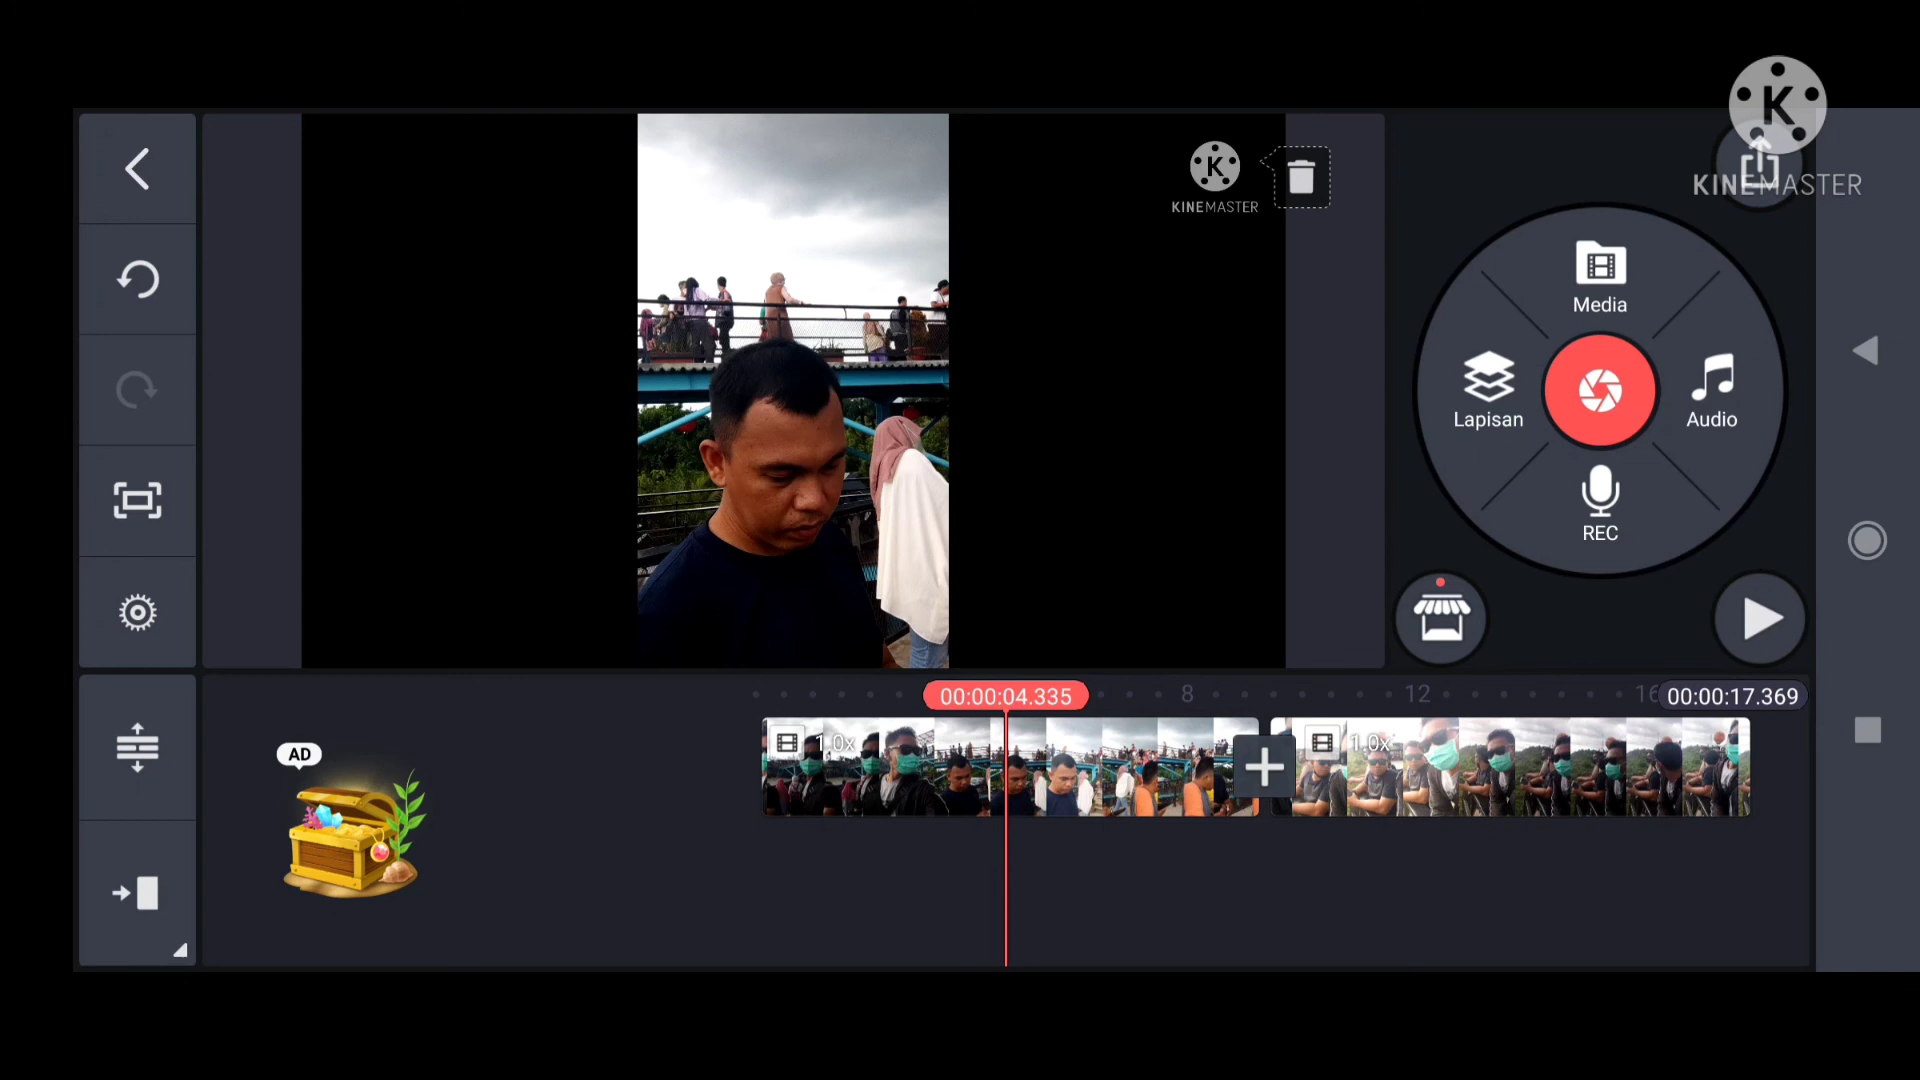 K
KINEMASTER
K
KINEMASTER
Media
Lapisan
Audio
REC
00:00:04.335
8
12
16
00:00:17.369
1.0x
1.0x
AD